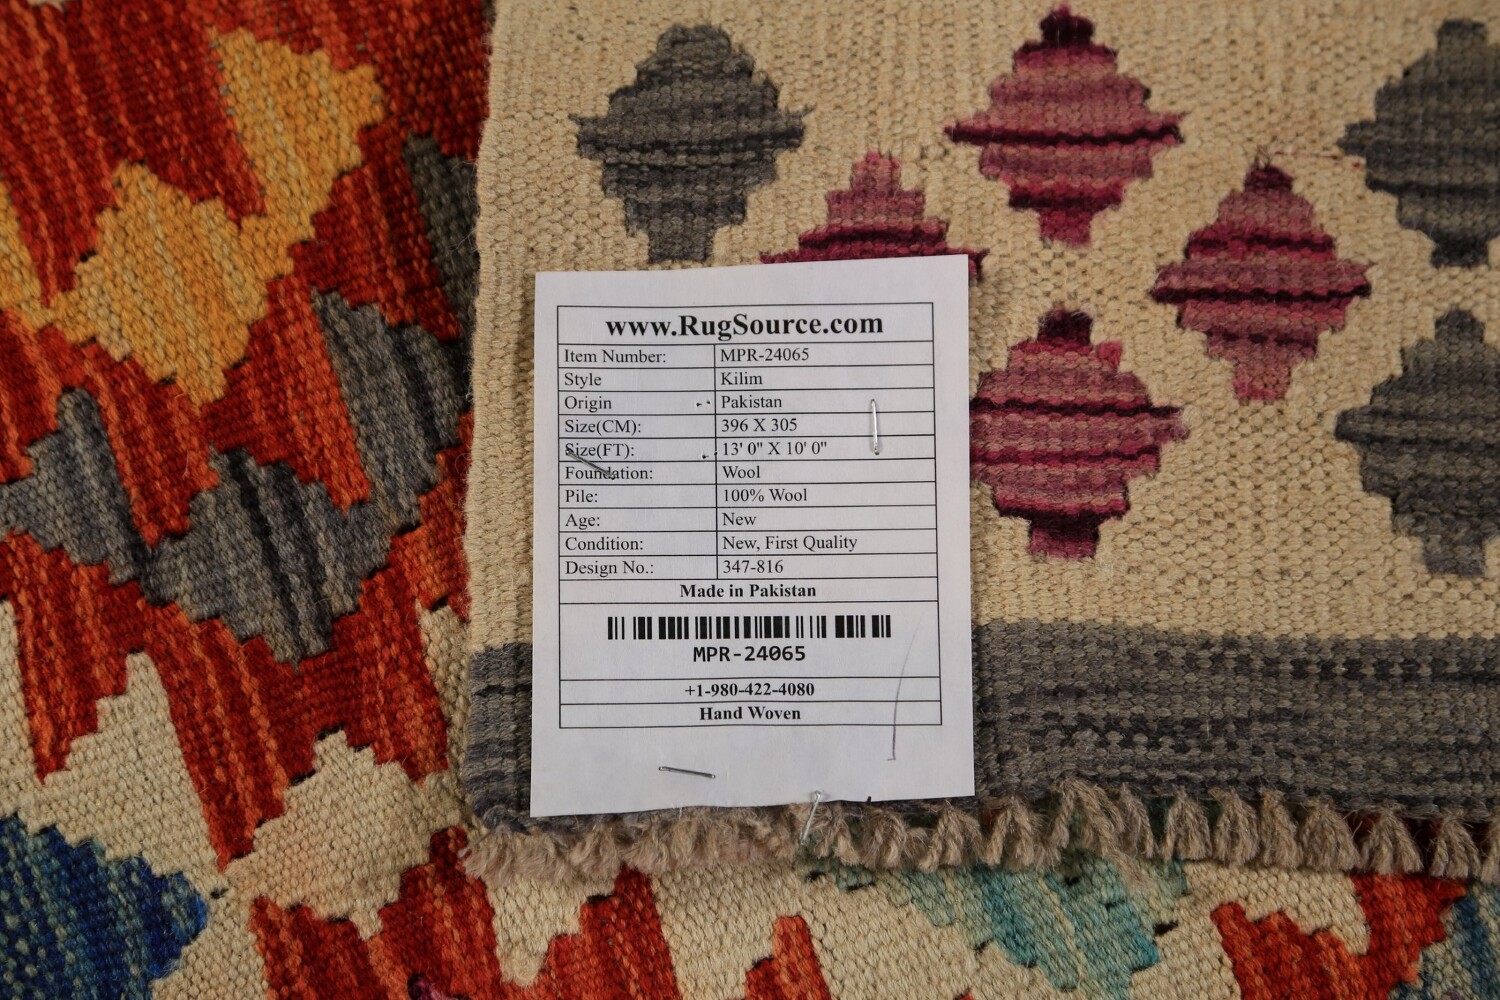 www.RugSource.com
Item Number: MPR-24065
Style Kilim
Origin Pakistan
Size(CM): 396 X 305
Size(FT): 13' 0" X 10' 0"
Foundation: Wool
Pile: 100% Wool
Age: New
Condition: New, First Quality
Design No.: 347-816
Made in Pakistan
MPR-24065
+1-980-422-4080
Hand Woven